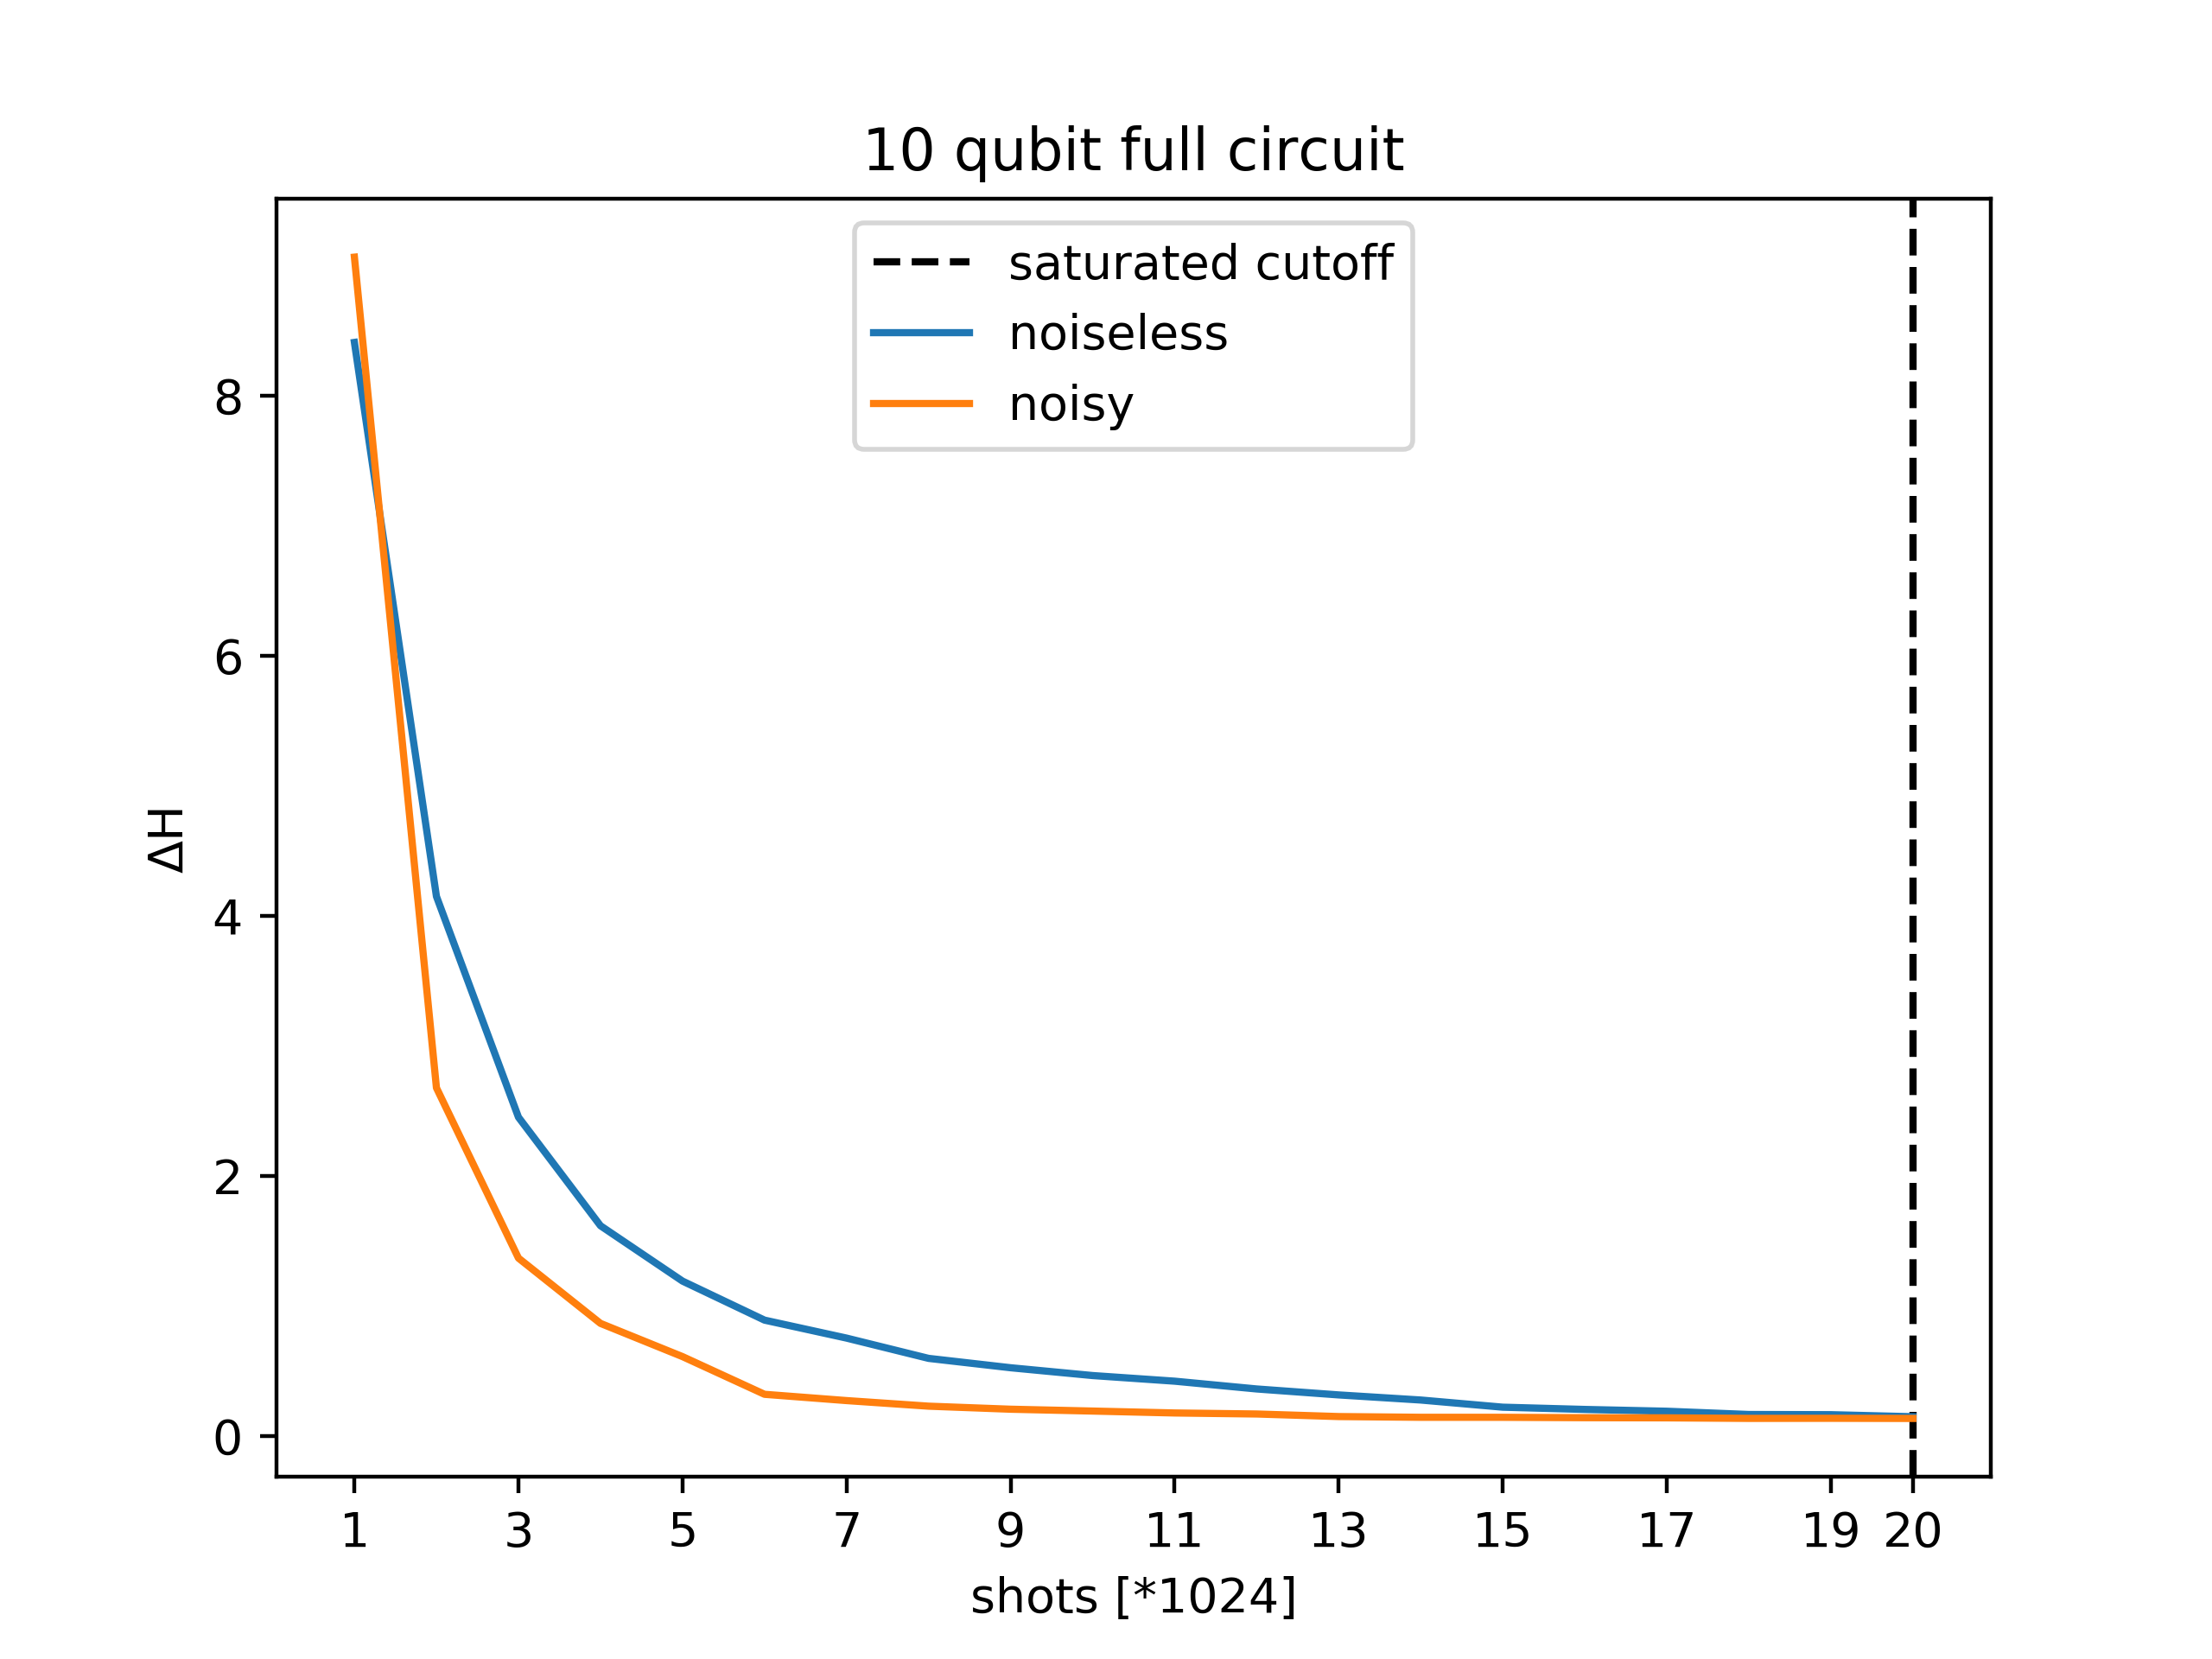 10 qubit full circuit
saturated cutoff
noiseless
noisy
8
6
4
2
0
ΔH
1 3 5 7 9 11 13 15 17 19 20
shots [*1024]